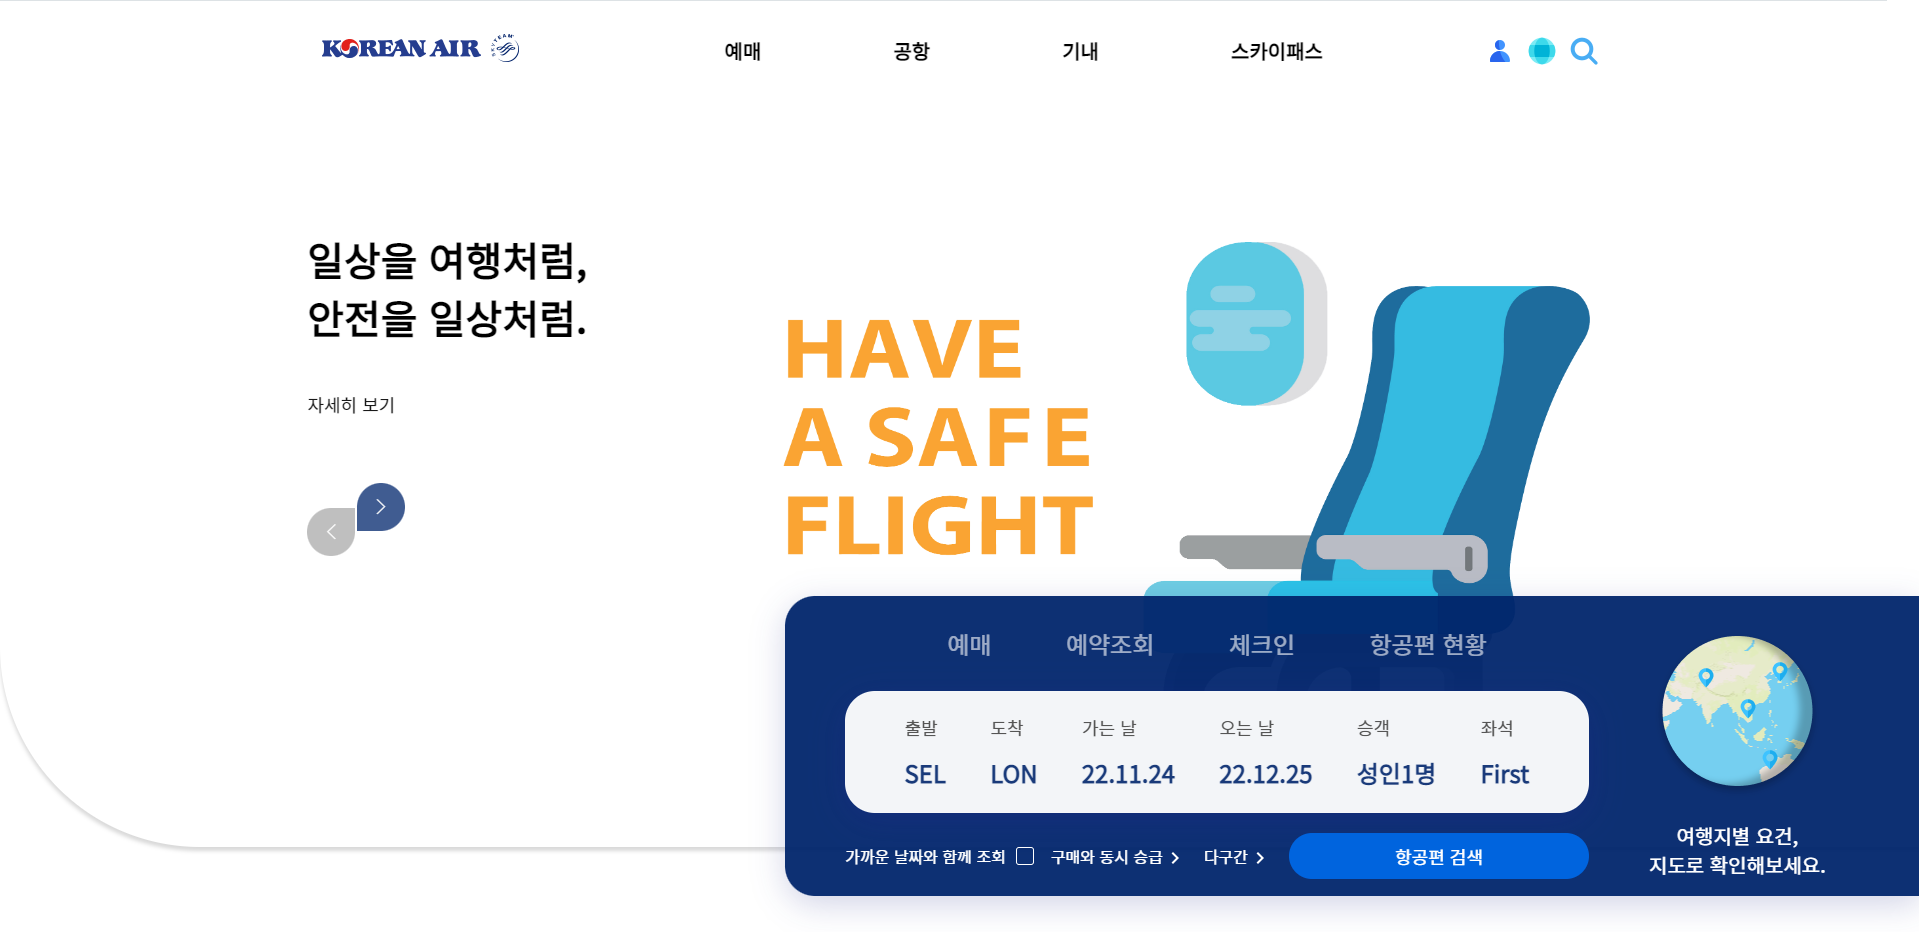 KOREAN AIR
SKYTEAM
예매
공항
기내
스카이패스
일상을 여행처럼,
안전을 일상처럼.
자세히 보기
HAVE
A SAFE
FLIGHT
예매
예약조회
체크인
항공편 현황
출발
도착
가는 날
오는 날
승객
좌석
SEL
LON
22.11.24
22.12.25
성인1명
First
가까운 날짜와 함께 조회
구매와 동시 승급
다구간
항공편 검색
여행지별 요건,
지도로 확인해보세요.